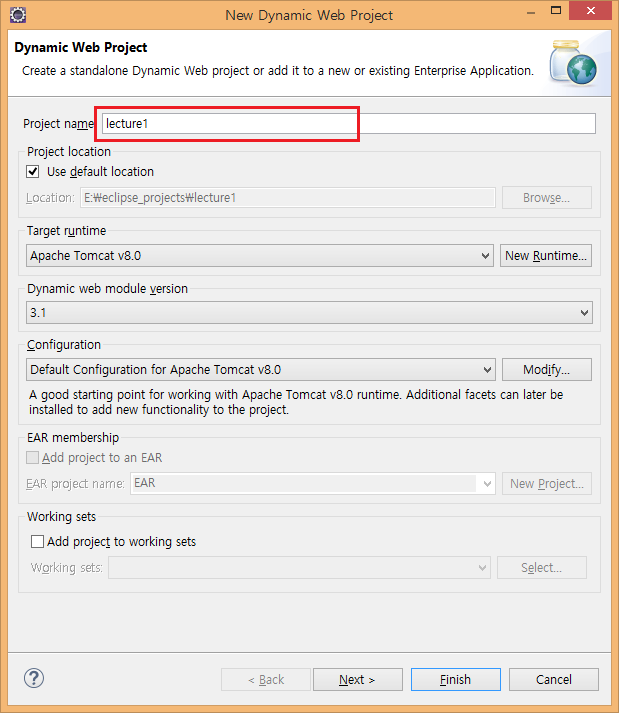 New Dynamic Web Project
Dynamic Web Project
Create a standalone Dynamic Web project or add it to a new or existing Enterprise Application.
Project name: lecture1
Project location
Use default location
Location: E:₩eclipse_projects₩lecture1 Browse...
Target runtime
Apache Tomcat v8.0 New Runtime...
Dynamic web module version
3.1
Configuration
Default Configuration for Apache Tomcat v8.0 Modify...
A good starting point for working with Apache Tomcat v8.0 runtime. Additional facets can later be
installed to add new functionality to the project.
EAR membership
Add project to an EAR
EAR project name: EAR New Project...
Working sets
Add project to working sets
Working sets: Select...
? < Back Next > Finish Cancel